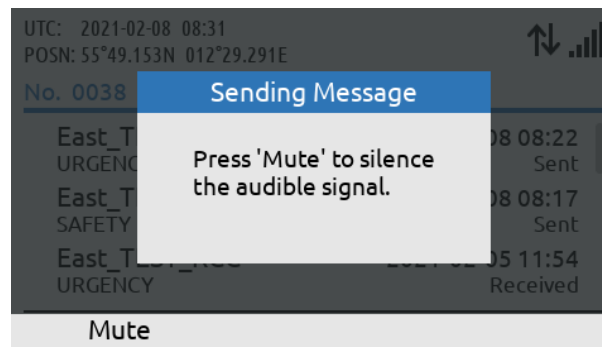 UTC: 2021-02-08 08:31
POSN: 55°49.153N 012°29.291E
No. 0038
Sending Message
East_T 08 08:22
URGENC Sent
Press 'Mute' to silence
the audible signal.
East_T 08 08:17
SAFETY Sent
East_T 05 11:54
URGENCY Received
Mute